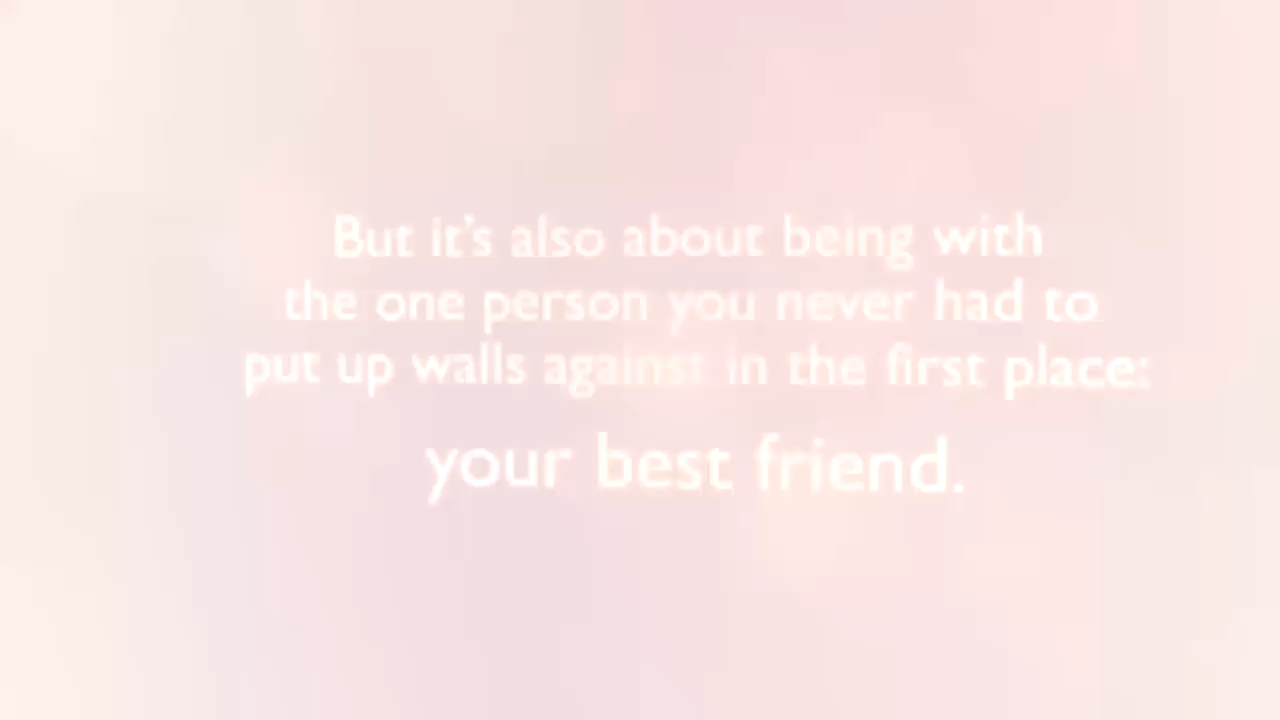 But it's also about being with
the one person you never had to
put up walls against in the first place:
your best friend.